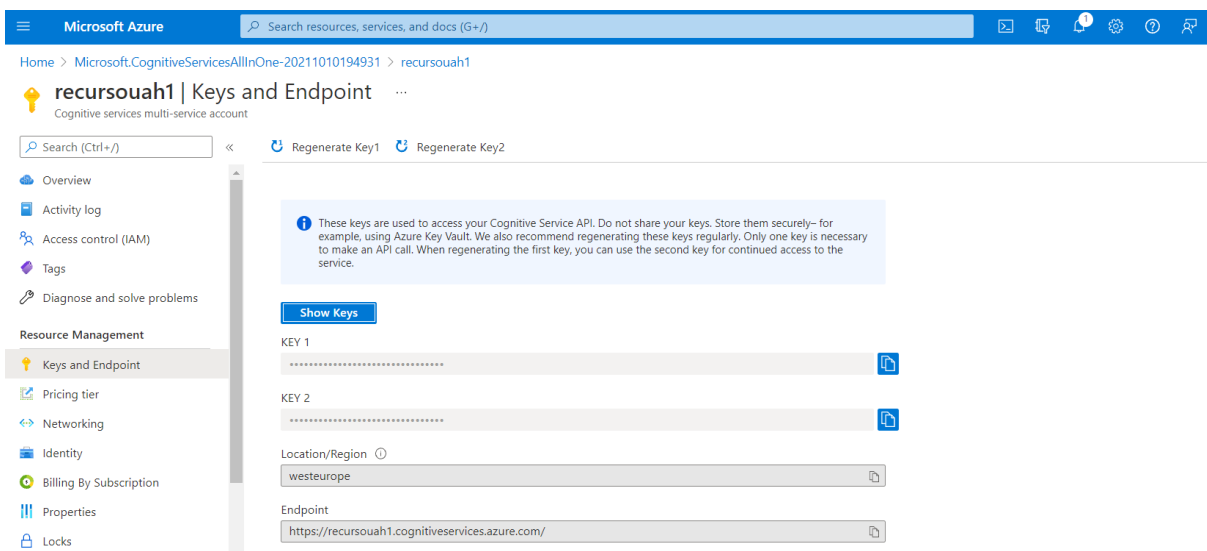 Microsoft Azure
Search resources, services, and docs (G+/)
1
Home > Microsoft.CognitiveServicesAllInOne-20211010194931 > recursouah1
recursouah1 | Keys and Endpoint ...
Cognitive services multi-service account
Search (Ctrl+/)
«
Regenerate Key1
Regenerate Key2
Overview
Activity log
Access control (IAM)
Tags
Diagnose and solve problems
Resource Management
Keys and Endpoint
Pricing tier
Networking
Identity
Billing By Subscription
Properties
Locks
These keys are used to access your Cognitive Service API. Do not share your keys. Store them securely– for
example, using Azure Key Vault. We also recommend regenerating these keys regularly. Only one key is necessary
to make an API call. When regenerating the first key, you can use the second key for continued access to the
service.
Show Keys
KEY 1
•••••••••••••••••••••••••••••••
KEY 2
•••••••••••••••••••••••••••••••
Location/Region
westeurope
Endpoint
https://recursouah1.cognitiveservices.azure.com/